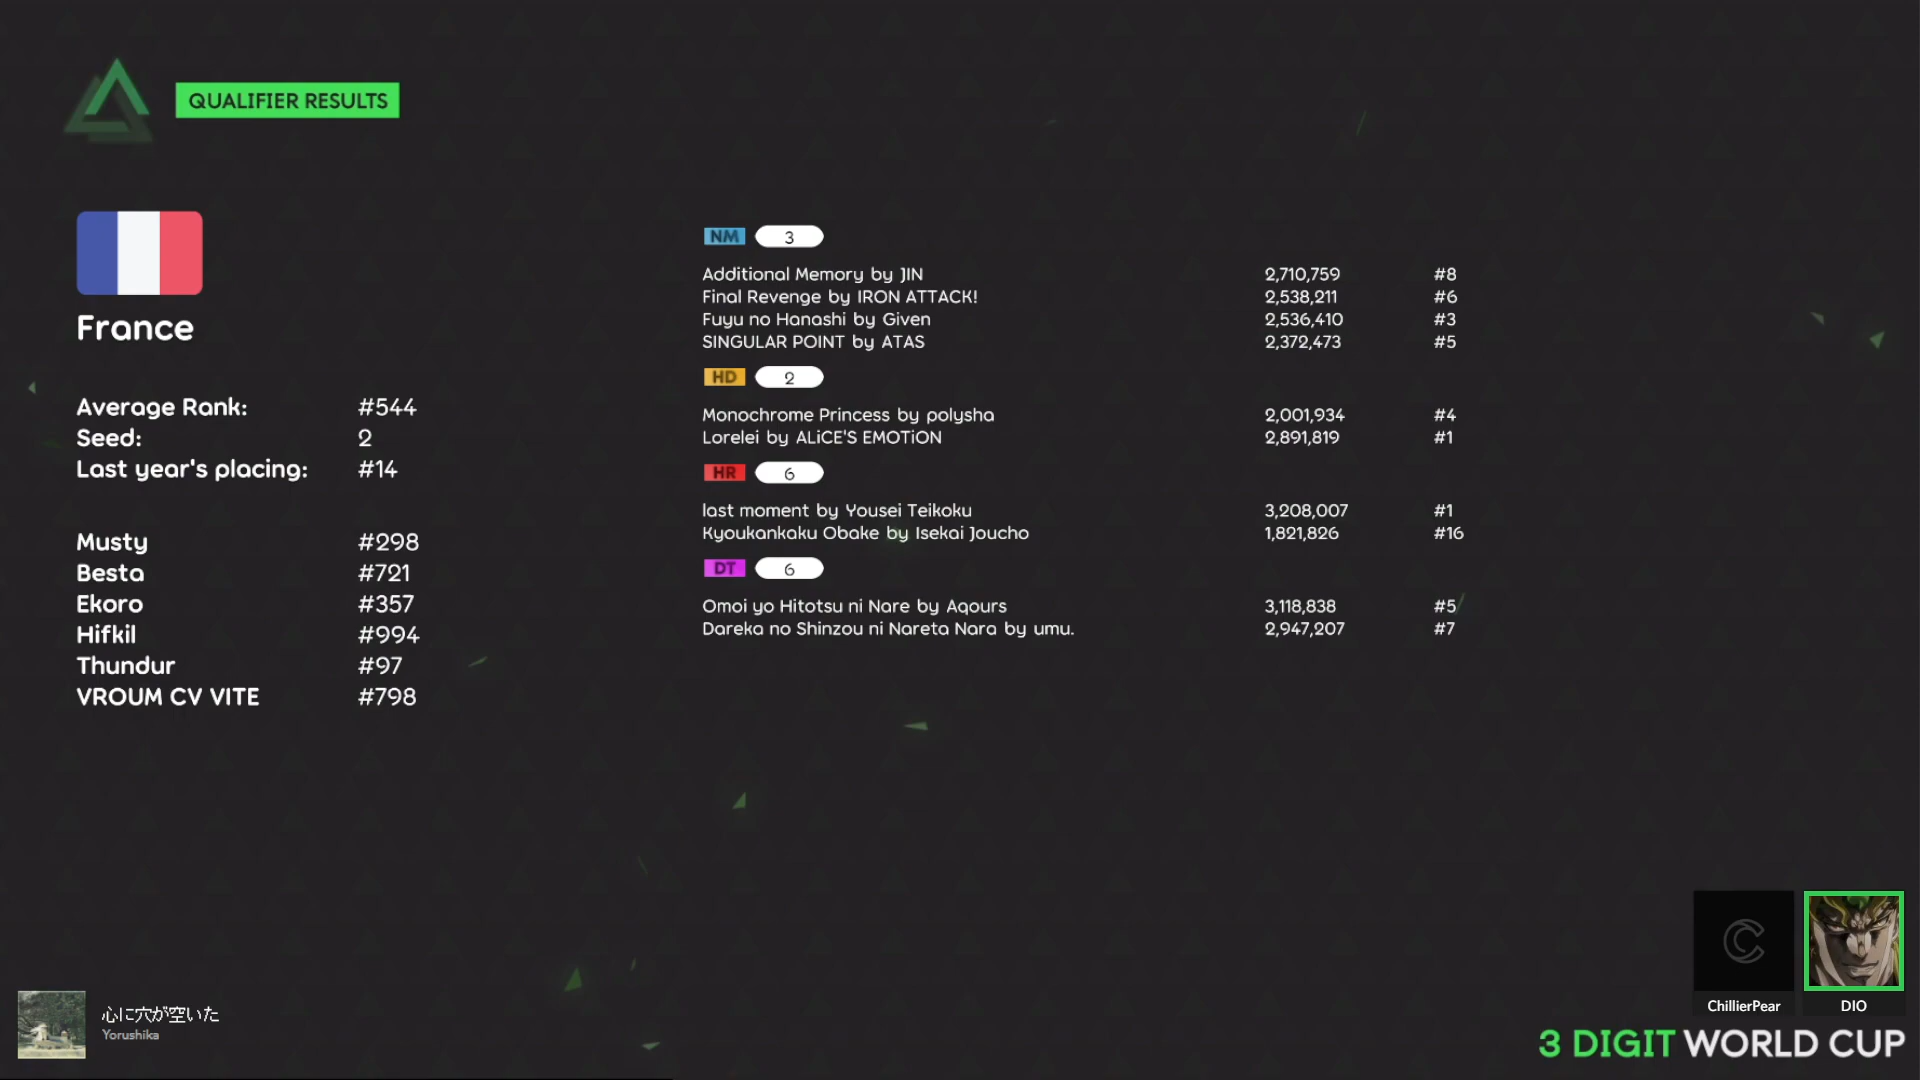 QUALIFIER RESULTS
France
Average Rank: #544
Seed: 2
Last year's placing: #14
Musty #298
Besta #721
Ekoro #357
Hifkil #994
Thundur #97
VROUM CV VITE #798
NM 3
Additional Memory by JIN 2,710,759 #8
Final Revenge by IRON ATTACK! 2,538,211 #6
Fuyu no Hanashi by Given 2,536,410 #3
SINGULAR POINT by ATAS 2,372,473 #5
HD 2
Monochrome Princess by polysha 2,001,934 #4
Lorelei by ALiCE'S EMOTiON 2,891,819 #1
HR 6
last moment by Yousei Teikoku 3,208,007 #1
Kyoukankaku Obake by Isekai Joucho 1,821,826 #16
DT 6
Omoi yo Hitotsu ni Nare by Aqours 3,118,838 #5
Dareka no Shinzou ni Nareta Nara by umu. 2,947,207 #7
心に穴が空いた
Yorushika
ChillierPear DIO
3 DIGIT WORLD CUP